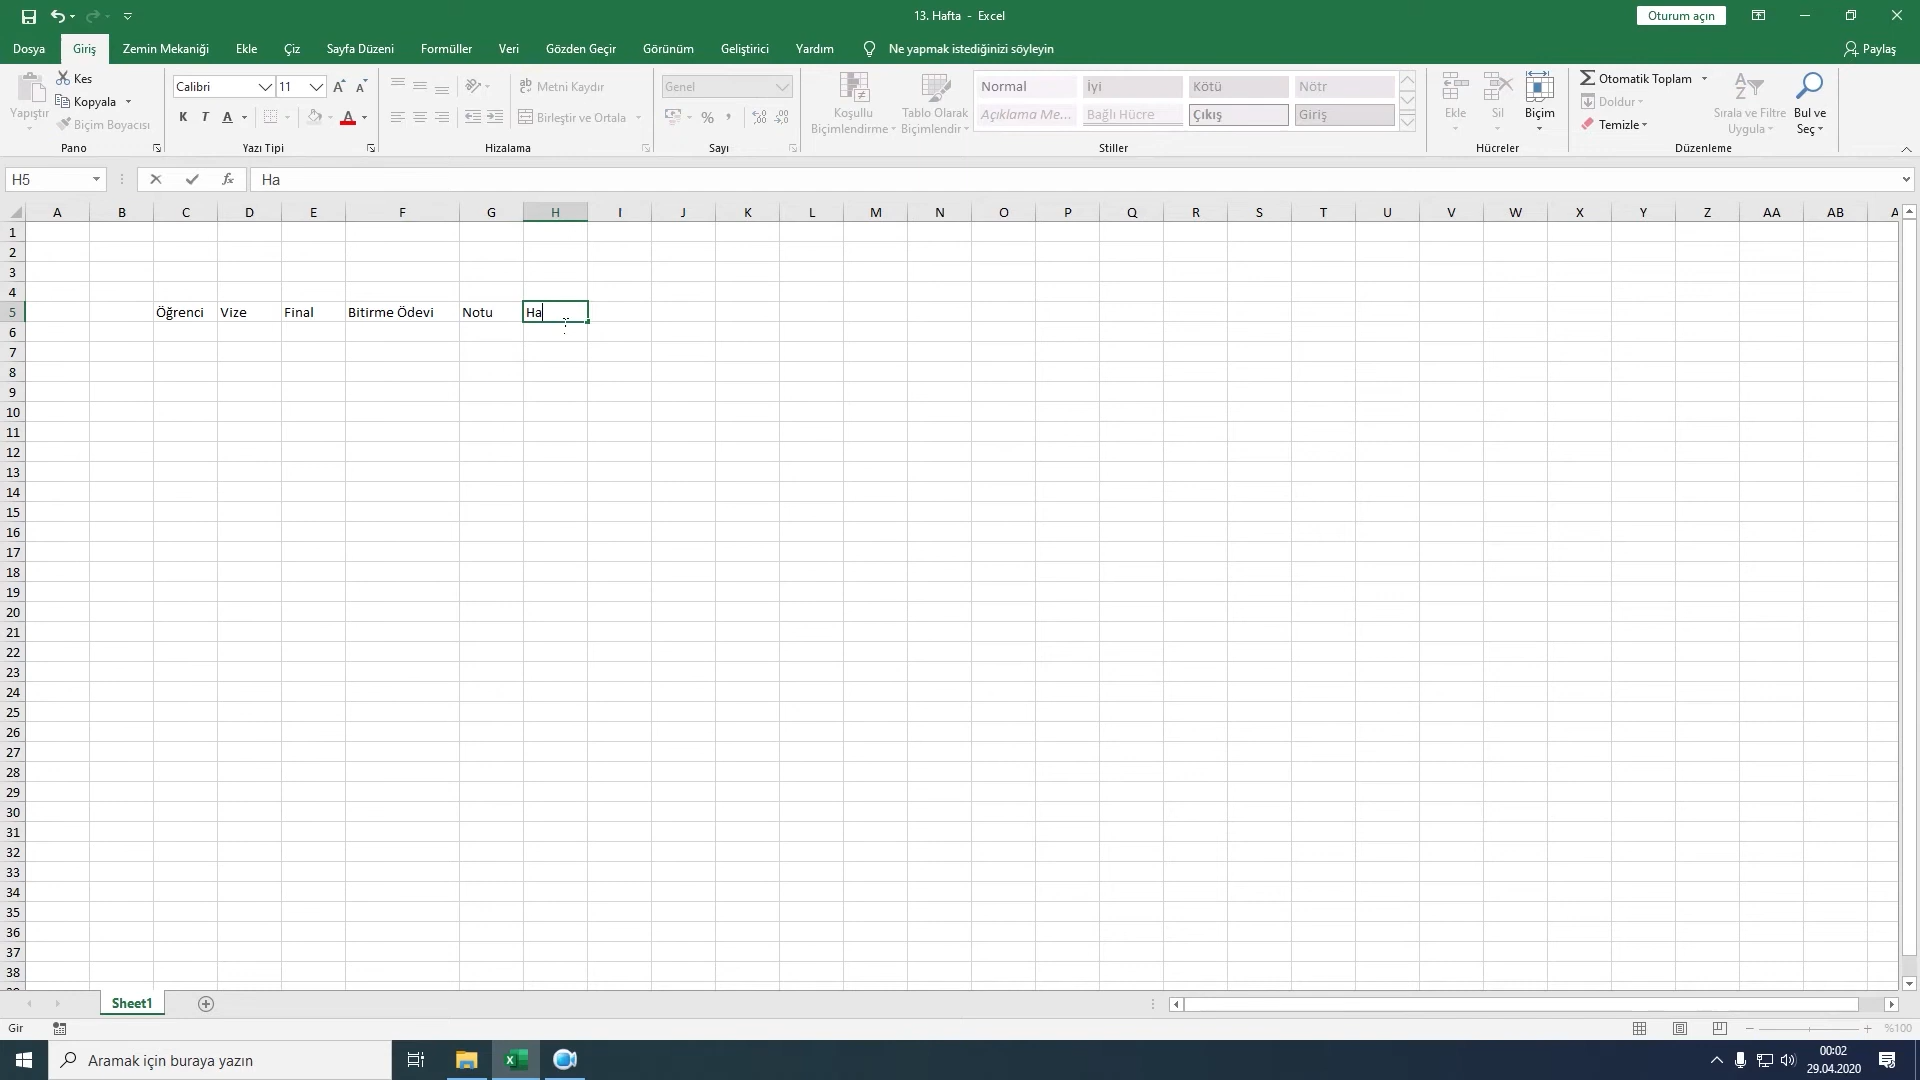 13. Hafta - Excel
Oturum açın
Dosya Giriş Zemin Mekaniği Ekle Çiz Sayfa Düzeni Formüller Veri Gözden Geçir Görünüm Geliştirici Yardım Ne yapmak istediğinizi söyleyin Paylaş
Yapıştır
Kes
Kopyala
Biçim Boyacısı
Pano
Calibri 11 A A
K T A A
Yazı Tipi
ab Metni Kaydır
Birleştir ve Ortala
Hizalama
Genel
% ,
Sayı
Koşullu
Biçimlendirme
Tablo Olarak
Biçimlendir
Normal İyi Kötü Nötr
Açıklama Me... Bağlı Hücre Çıkış Giriş
Stiller
Ekle Sil Biçim
Hücreler
Otomatik Toplam
Doldur
Temizle
Sırala ve Filtre
Uygula
Bul ve
Seç
Düzenleme
H5 fx Ha
A B C D E F G H I J K L M N O P Q R S T U V W X Y Z AA AB A
1
2
3
4
5 Öğrenci Vize Final Bitirme Ödevi Notu Ha
6
7
8
9
10
11
12
13
14
15
16
17
18
19
20
21
22
23
24
25
26
27
28
29
30
31
32
33
34
35
36
37
38
Sheet1
Gir %100
Aramak için buraya yazın
00:02
29.04.2020